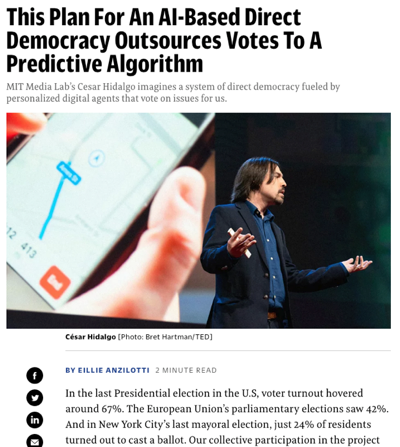 This Plan For An AI-Based Direct
Democracy Outsources Votes To A
Predictive Algorithm
MIT Media Lab's Cesar Hidalgo imagines a system of direct democracy fueled by
personalized digital agents that vote on issues for us.
12
413
César Hidalgo [Photo: Bret Hartman/TED]
BY EILLIE ANZILOTTI 2 MINUTE READ
In the last Presidential election in the U.S, voter turnout hovered
around 67%. The European Union's parliamentary elections saw 42%.
And in New York City's last mayoral election, just 24% of residents
turned out to cast a ballot. Our collective participation in the project